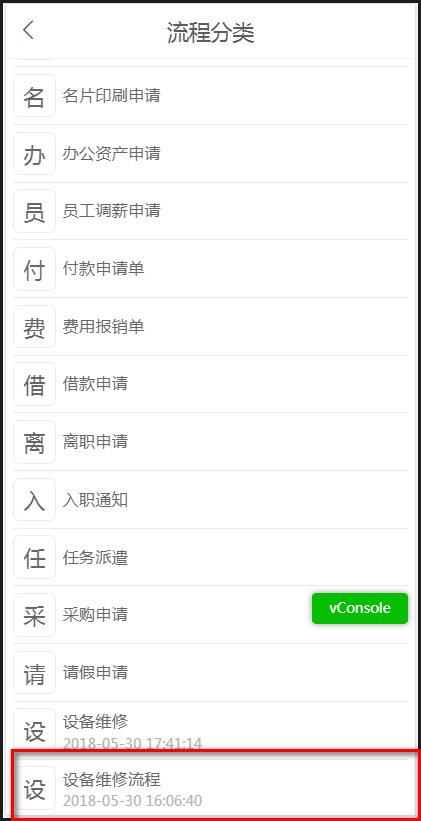 流程分类
名 名片印刷申请
办 办公资产申请
员 员工调薪申请
付 付款申请单
费 费用报销单
借 借款申请
离 离职申请
入 入职通知
任 任务派遣
采 采购申请
vConsole
请 请假申请
设 设备维修
2018-05-30 17:41:14
设 设备维修流程
2018-05-30 16:06:40